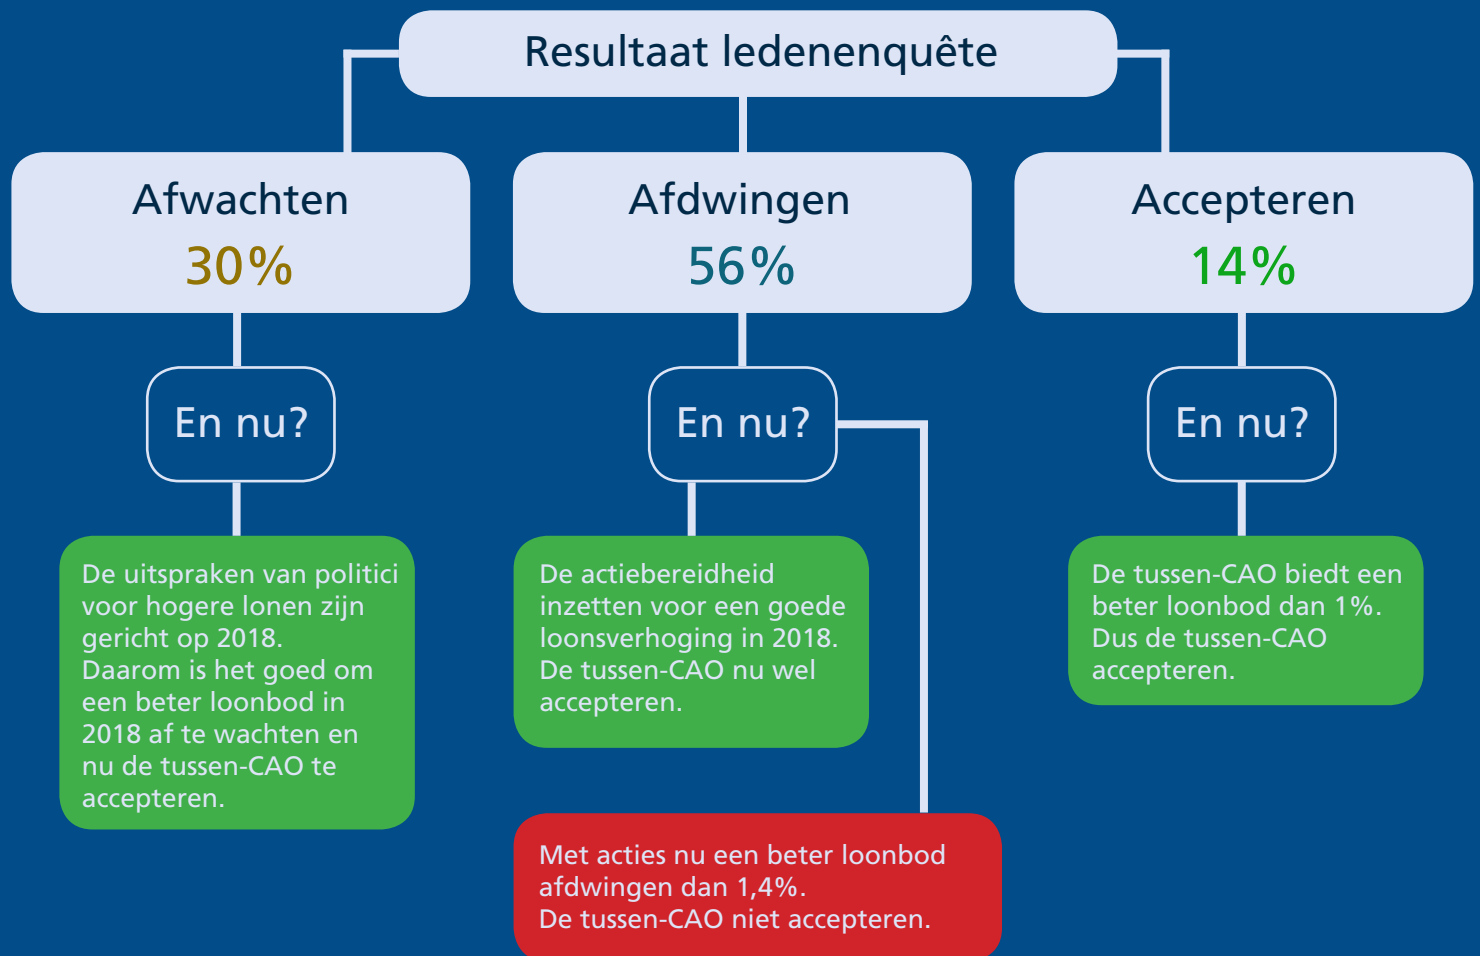 Resultaat ledenenquête
Afwachten
30%
Afdwingen
56%
Accepteren
14%
En nu?
En nu?
En nu?
De uitspraken van politici
voor hogere lonen zijn
gericht op 2018.
Daarom is het goed om
een beter loonbod in
2018 af te wachten en
nu de tussen-CAO te
accepteren.
De actiebereidheid
inzetten voor een goede
loonsverhoging in 2018.
De tussen-CAO nu wel
accepteren.
De tussen-CAO biedt een
beter loonbod dan 1%.
Dus de tussen-CAO
accepteren.
Met acties nu een beter loonbod
afdwingen dan 1,4%.
De tussen-CAO niet accepteren.